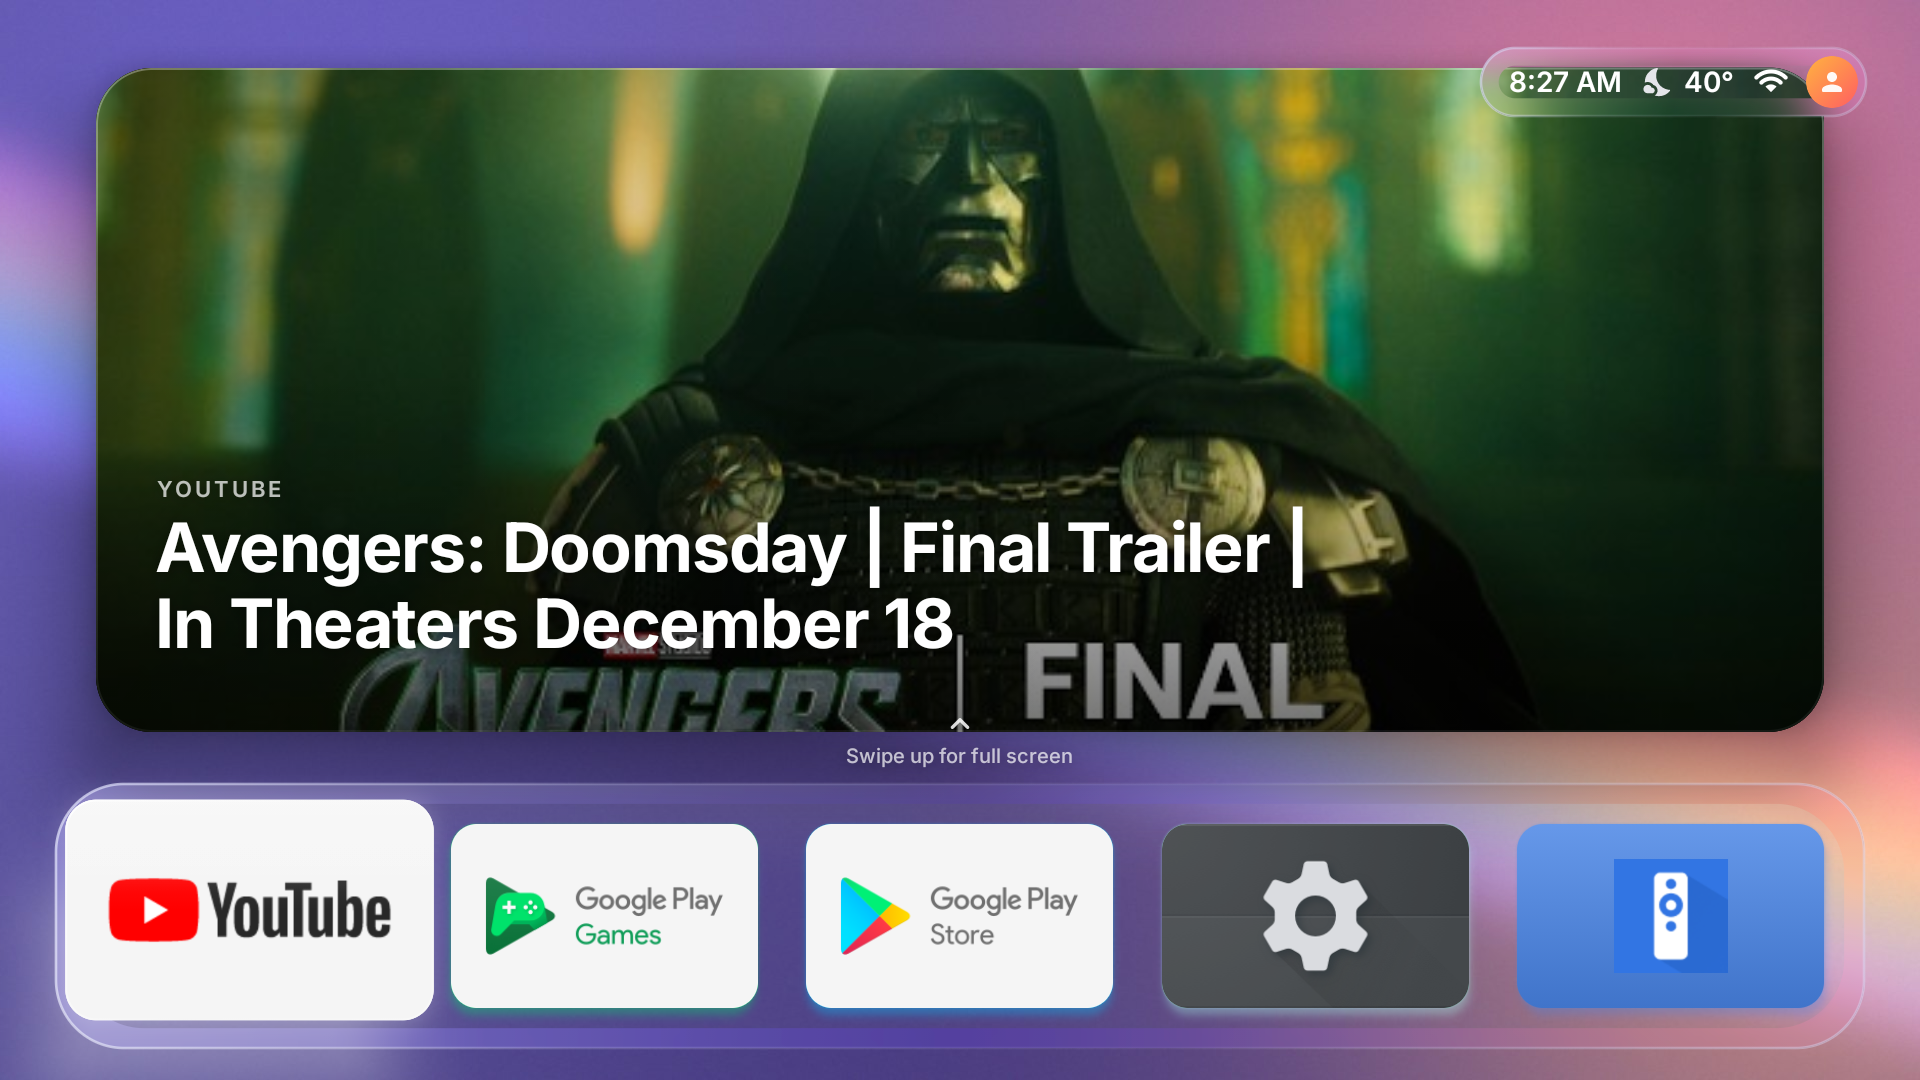 8:27 AM 40°
YOUTUBE
Avengers: Doomsday | Final Trailer |
In Theaters December 18
AVENGERS | FINAL
Swipe up for full screen
YouTube
Google Play
Games
Google Play
Store